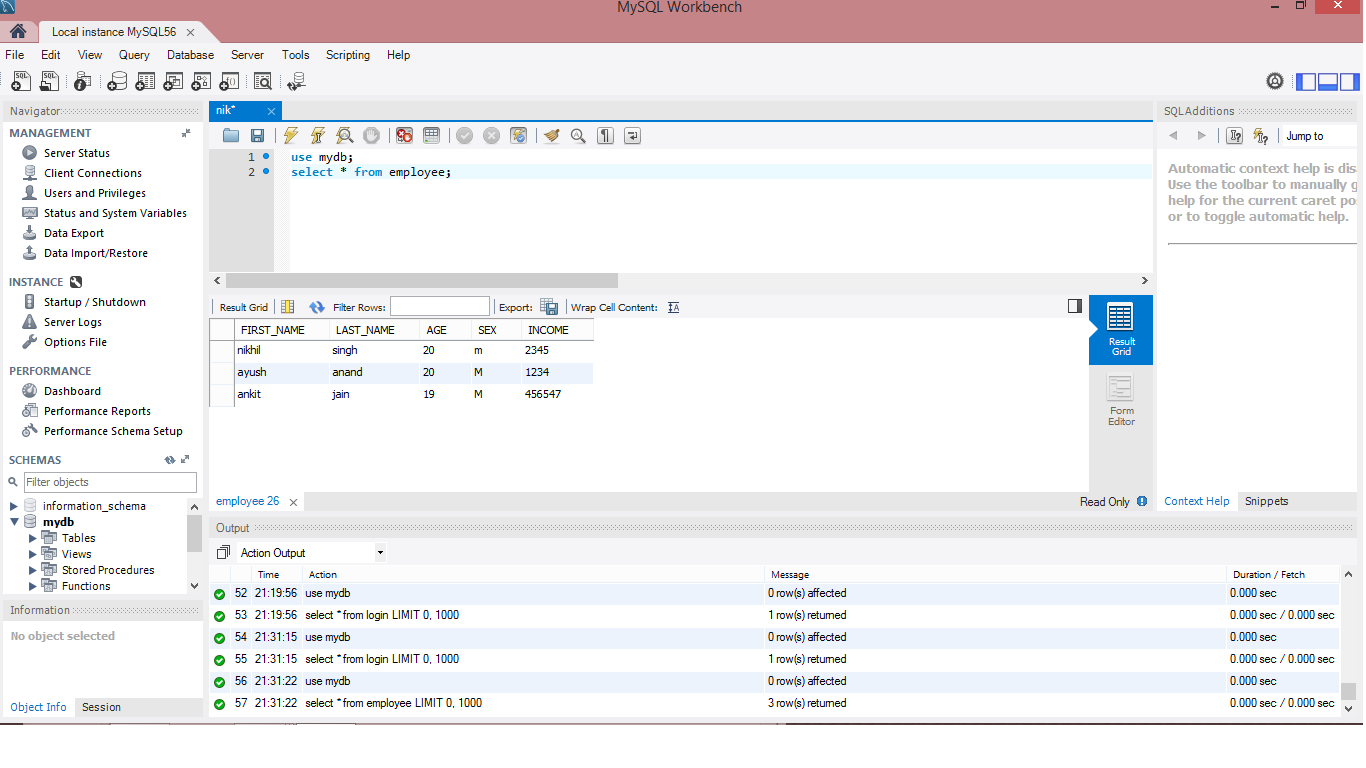 MySQL Workbench
Local instance MySQL56
File Edit View Query Database Server Tools Scripting Help
Navigator
MANAGEMENT
Server Status
Client Connections
Users and Privileges
Status and System Variables
Data Export
Data Import/Restore
INSTANCE
Startup / Shutdown
Server Logs
Options File
PERFORMANCE
Dashboard
Performance Reports
Performance Schema Setup
SCHEMAS
Filter objects
information_schema
mydb
Tables
Views
Stored Procedures
Functions
Information
No object selected
Object Info Session
nik*
1 use mydb;
2 select * from employee;
Result Grid Filter Rows: Export: Wrap Cell Content:
FIRST_NAME LAST_NAME AGE SEX INCOME
nikhil singh 20 m 2345
ayush anand 20 M 1234
ankit jain 19 M 456547
Result
Grid
Form
Editor
employee 26 Read Only
SQLAdditions
Jump to
Automatic context help is dis
Use the toolbar to manually g
help for the current caret po
or to toggle automatic help.
Context Help Snippets
Output
Action Output
Time Action Message Duration / Fetch
52 21:19:56 use mydb 0 row(s) affected 0.000 sec
53 21:19:56 select * from login LIMIT 0, 1000 1 row(s) returned 0.000 sec / 0.000 sec
54 21:31:15 use mydb 0 row(s) affected 0.000 sec
55 21:31:15 select * from login LIMIT 0, 1000 1 row(s) returned 0.000 sec / 0.000 sec
56 21:31:22 use mydb 0 row(s) affected 0.000 sec
57 21:31:22 select * from employee LIMIT 0, 1000 3 row(s) returned 0.000 sec / 0.000 sec